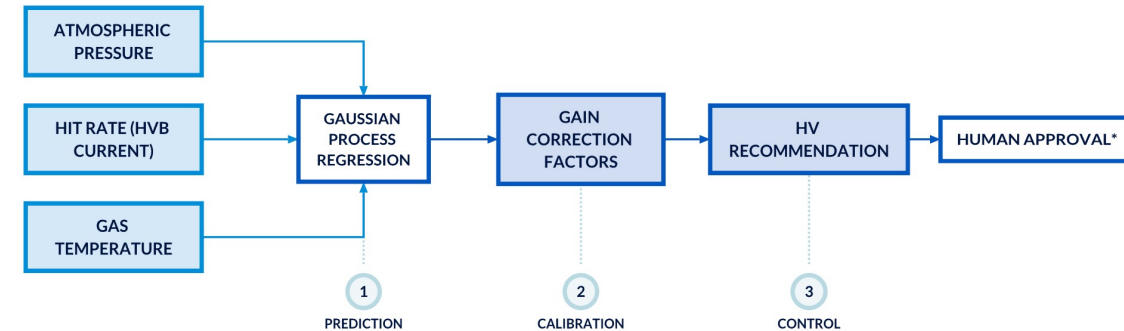 ATMOSPHERIC
PRESSURE
HIT RATE (HVB
CURRENT)
GAS
TEMPERATURE
GAUSSIAN
PROCESS
REGRESSION
GAIN
CORRECTION
FACTORS
HV
RECOMMENDATION
HUMAN APPROVAL*
1
PREDICTION
2
CALIBRATION
3
CONTROL